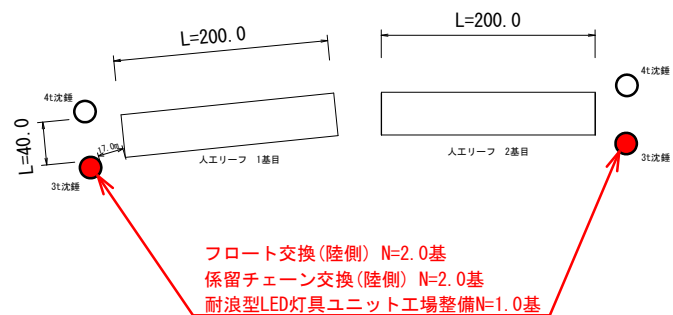 L=200.0
L=200.0
4t沈錘
4t沈錘
L=40.0
17.0m
人工リーフ 1基目
人工リーフ 2基目
3t沈錘
3t沈錘
フロート交換(陸側) N=2.0基
係留チェーン交換(陸側) N=2.0基
耐浪型LED灯具ユニット工場整備N=1.0基